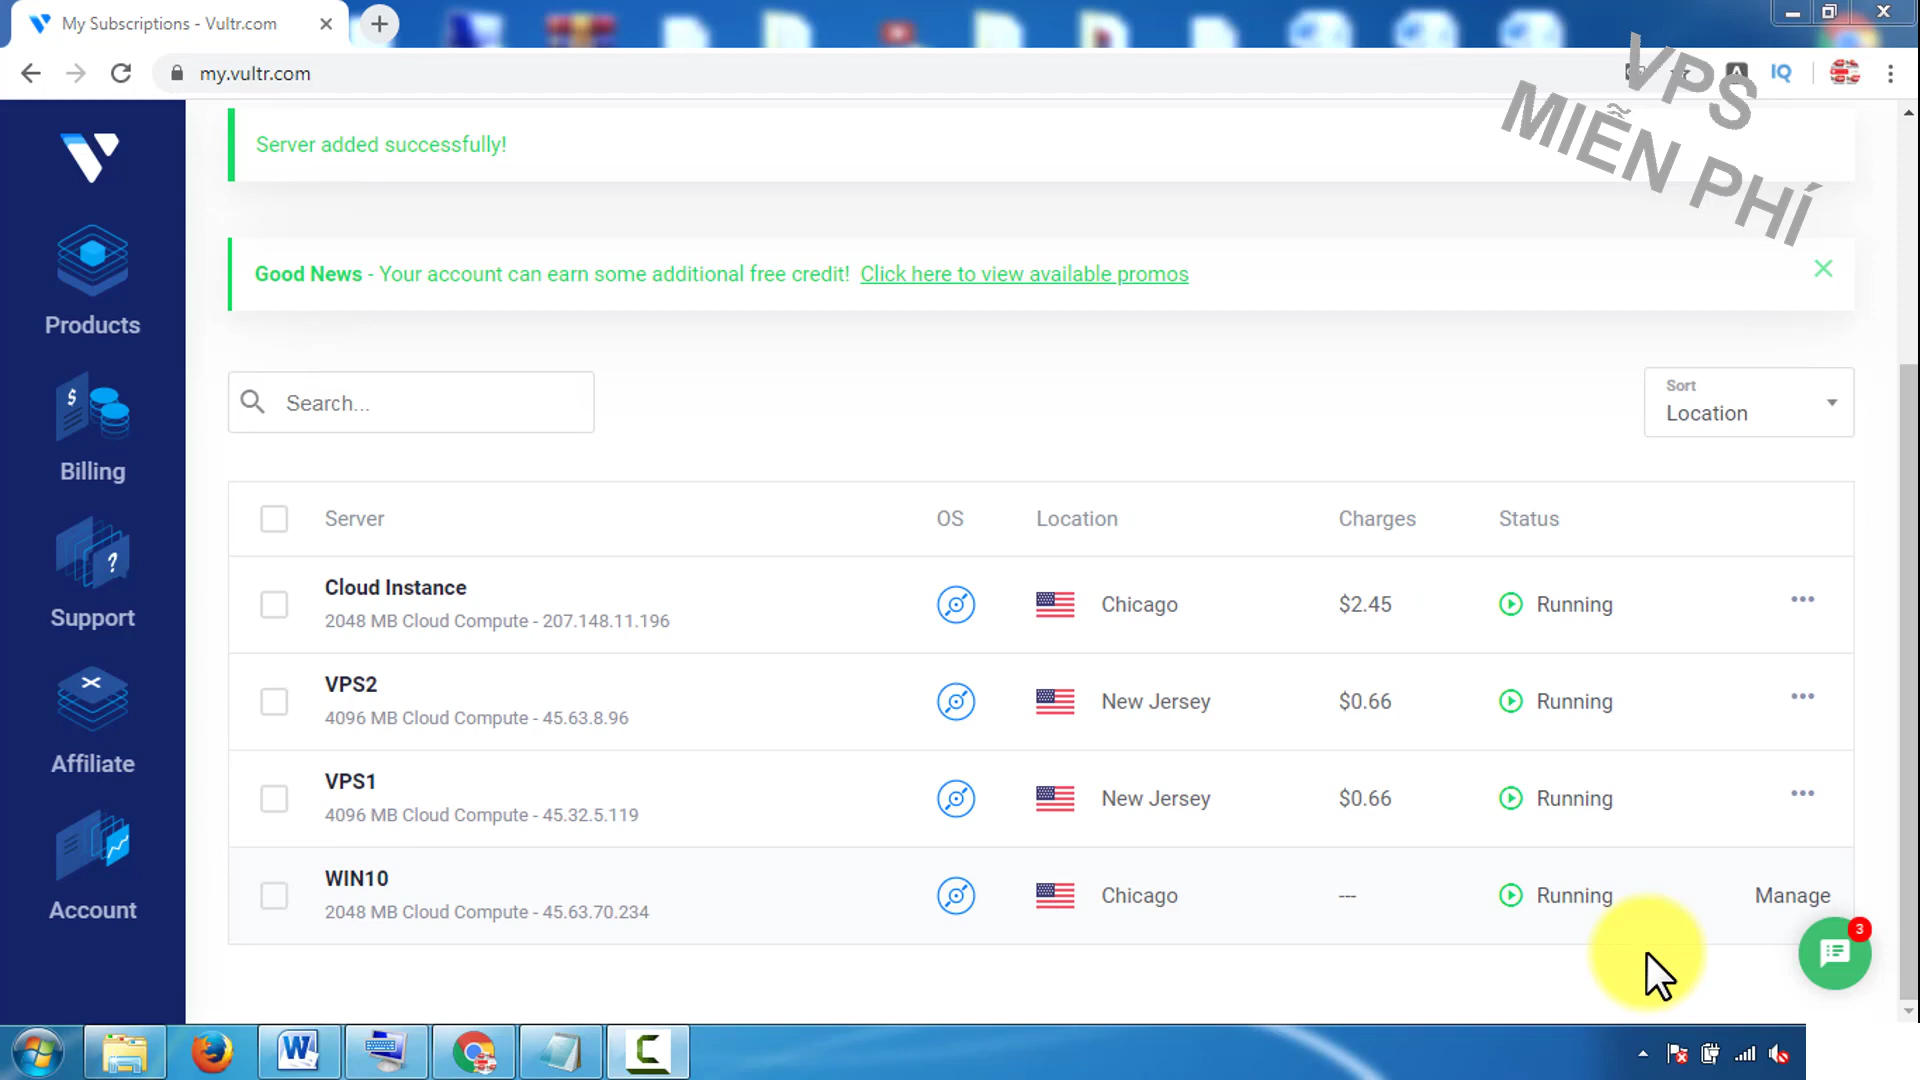 My Subscriptions - Vultr.com
my.vultr.com
IQ
VPS
MIỄN PHÍ
Server added successfully!
Good News - Your account can earn some additional free credit! Click here to view available promos
Products
Billing
Support
Affiliate
Account
Search...
Sort
Location
Server OS Location Charges Status
Cloud Instance
2048 MB Cloud Compute - 207.148.11.196
Chicago $2.45 Running
VPS2
4096 MB Cloud Compute - 45.63.8.96
New Jersey $0.66 Running
VPS1
4096 MB Cloud Compute - 45.32.5.119
New Jersey $0.66 Running
WIN10
2048 MB Cloud Compute - 45.63.70.234
Chicago --- Running Manage
3